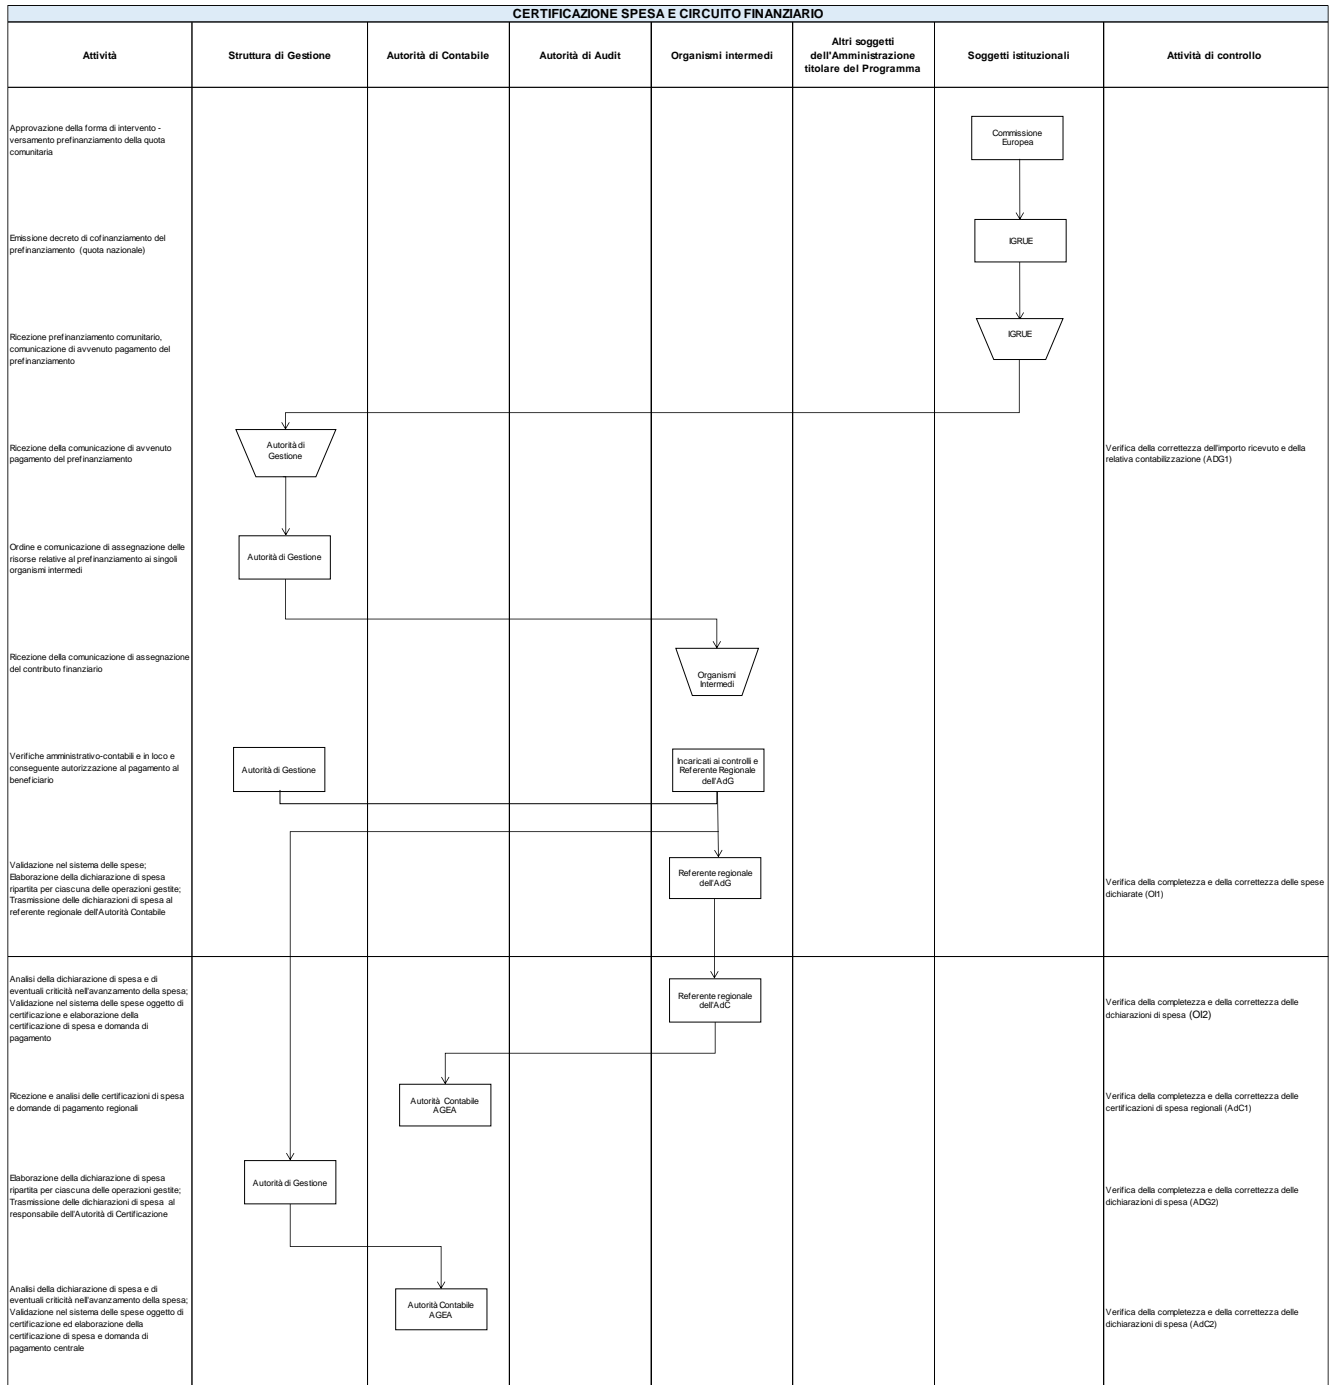 CERTIFICAZIONE SPESA E CIRCUITO FINANZIARIO
Attività
Struttura di Gestione
Autorità di Contabile
Autorità di Audit
Organismi intermedi
Altri soggetti
dell'Amministrazione
titolare del Programma
Soggetti istituzionali
Attività di controllo
Approvazione della forma di intervento -
versamento prefinanziamento della quota
comunitaria
Commissione
Europea
Emissione decreto di cofinanziamento del
prefinanziamento (quota nazionale)
IGRUE
Ricezione prefinanziamento comunitario,
comunicazione di avvenuto pagamento del
prefinanziamento
IGRUE
Ricezione della comunicazione di avvenuto
pagamento del prefinanziamento
Autorità di
Gestione
Verifica della correttezza dell'importo ricevuto e della
relativa contabilizzazione (ADG1)
Ordine e comunicazione di assegnazione delle
risorse relative al prefinanziamento ai singoli
organismi intermedi
Autorità di Gestione
Ricezione della comunicazione di assegnazione
del contributo finanziario
Organismi
Intermedi
Verifiche amministrativo-contabili e in loco e
conseguente autorizzazione al pagamento al
beneficiario
Autorità di Gestione
Incaricati ai controlli e
Referente Regionale
dell'AdG
Validazione nel sistema delle spese;
Elaborazione della dichiarazione di spesa
ripartita per ciascuna delle operazioni gestite;
Trasmissione delle dichiarazioni di spesa al
referente regionale dell'Autorità Contabile
Referente regionale
dell'AdG
Verifica della completezza e della correttezza delle spese
dichiarate (OI1)
Analisi della dichiarazione di spesa e di
eventuali criticità nell'avanzamento della spesa;
Validazione nel sistema delle spese oggetto di
certificazione e elaborazione della
certificazione di spesa e domanda di
pagamento
Referente regionale
dell'AdC
Verifica della completezza e della correttezza delle
dchiarazioni di spesa (OI2)
Ricezione e analisi delle certificazioni di spesa
e domande di pagamento regionali
Autorità Contabile
AGEA
Verifica della completezza e della correttezza delle
certificazioni di spesa regionali (AdC1)
Elaborazione della dichiarazione di spesa
ripartita per ciascuna delle operazioni gestite;
Trasmissione delle dichiarazioni di spesa al
responsabile dell'Autorità di Certificazione
Autorità di Gestione
Verifica della completezza e della correttezza delle
dichiarazioni di spesa (ADG2)
Analisi della dichiarazione di spesa e di
eventuali criticità nell'avanzamento della spesa;
Validazione nel sistema delle spese oggetto di
certificazione ed elaborazione della
certificazione di spesa e domanda di
pagamento centrale
Autorità Contabile
AGEA
Verifica della completezza e della correttezza delle
dichiarazioni di spesa (AdC2)